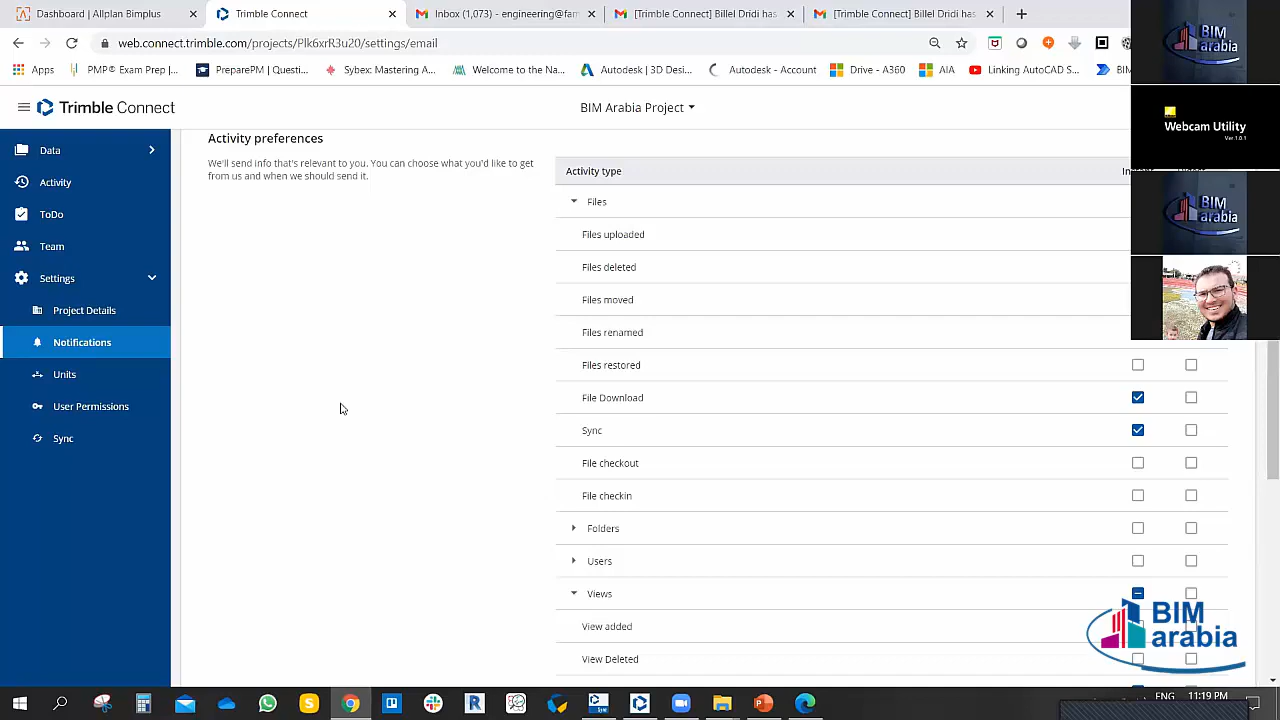 Dashboard | Allplan Bimplus
Trimble Connect
Inbox (1,073) - engineering@fam
[Trimble Connect] Billel Dridi has
[Trimble Connect] Billel Dridi has
web.connect.trimble.com/projects/Plk6xrR3u20/settings/email
Apps
PMP® Exam Prep |...
PreparePM | Questi...
Sybex: Mastering A...
Welcome to the Na...
Autodesk | 3D Desi...
Autodesk - Account
Drive - A360
AIA
Linking AutoCAD S...
BIM
Trimble Connect
BIM Arabia Project
Data
Activity
ToDo
Team
Settings
Project Details
Notifications
Units
User Permissions
Sync
Activity preferences
We'll send info that's relevant to you. You can choose what you'd like to get
from us and when we should send it.
Activity type
Files
Files uploaded
Files deleted
Files moved
Files renamed
Files restored
File Download
Sync
File checkout
File checkin
Folders
Users
Views
View added
View Deleted
BIM
arabia
Webcam Utility
Ver.1.0.1
BIM
arabia
BIM
arabia
ENG
11:19 PM